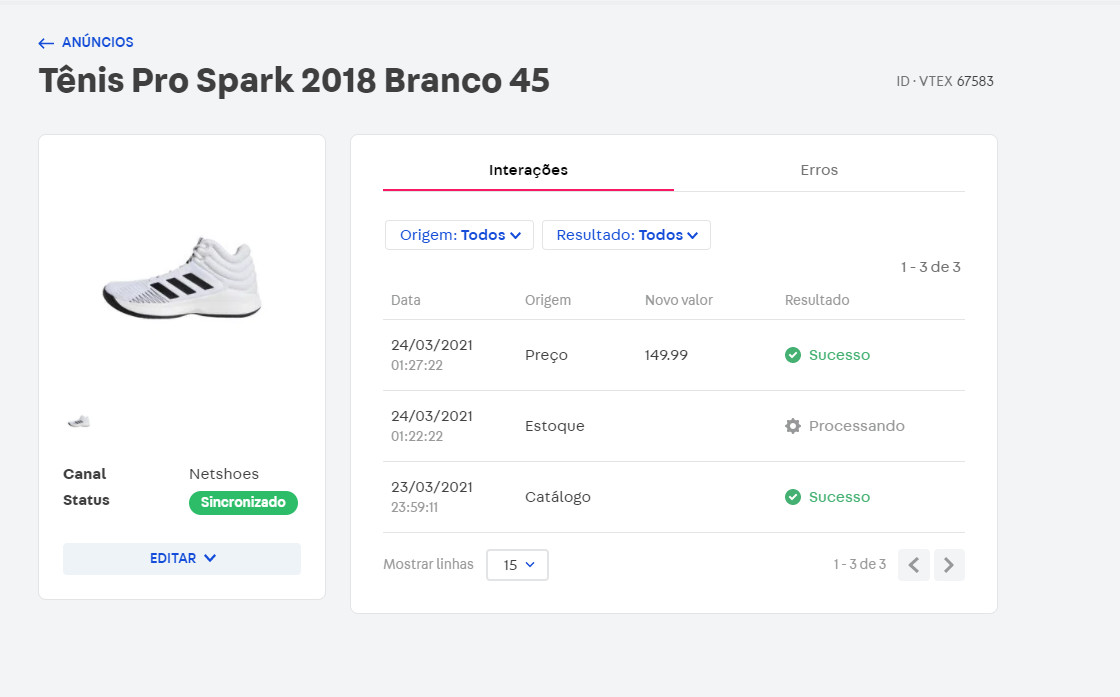 ← ANÚNCIOS
Tênis Pro Spark 2018 Branco 45
ID · VTEX 67583
Canal Netshoes
Status Sincronizado
EDITAR
Interações Erros
Origem: Todos Resultado: Todos
1 - 3 de 3
Data Origem Novo valor Resultado
24/03/2021
01:27:22
Preço 149.99 Sucesso
24/03/2021
01:22:22
Estoque Processando
23/03/2021
23:59:11
Catálogo Sucesso
Mostrar linhas 15 1 - 3 de 3